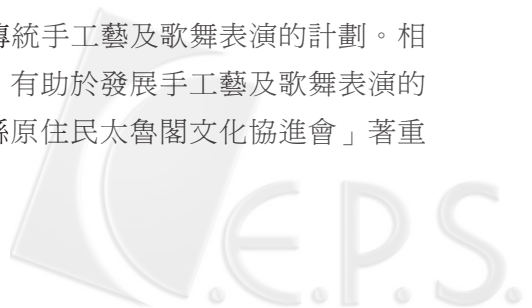 傳統手工藝及歌舞表演的計劃。相
有助於發展手工藝及歌舞表演的
縣原住民太魯閣文化協進會」著重
C.E.P.S.